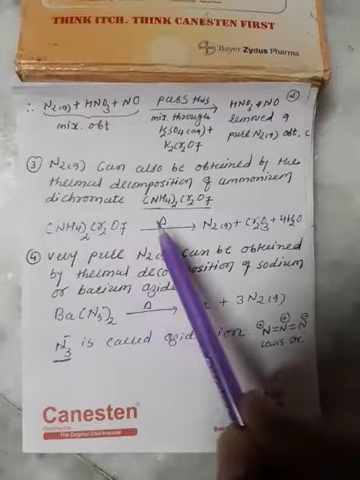 THINK ITCH. THINK CANESTEN FIRST
Bayer Zydus Pharma
②
∴ N2(g) + HNO3 + NO pass this HNO3 & NO
mix. obt mix. through removed &
H2SO4(aq) + pure N2(g) obt.
K2Cr2O7
③ N2(g) can also be obtained by the
thermal decomposition of ammonium
dichromate (NH4)2Cr2O7
(NH4)2Cr2O7 Δ→ N2(g) + Cr2O3 + 4H2O
④ Very pure N2 can be obtained
by thermal decomposition of sodium
or barium azide
Ba(N3)2 Δ→ + 3N2(g)
N3⁻ is called azide ion ⊖N=N⊕=N⊖
Lewis str.
Canesten
The Original Clotrimazole